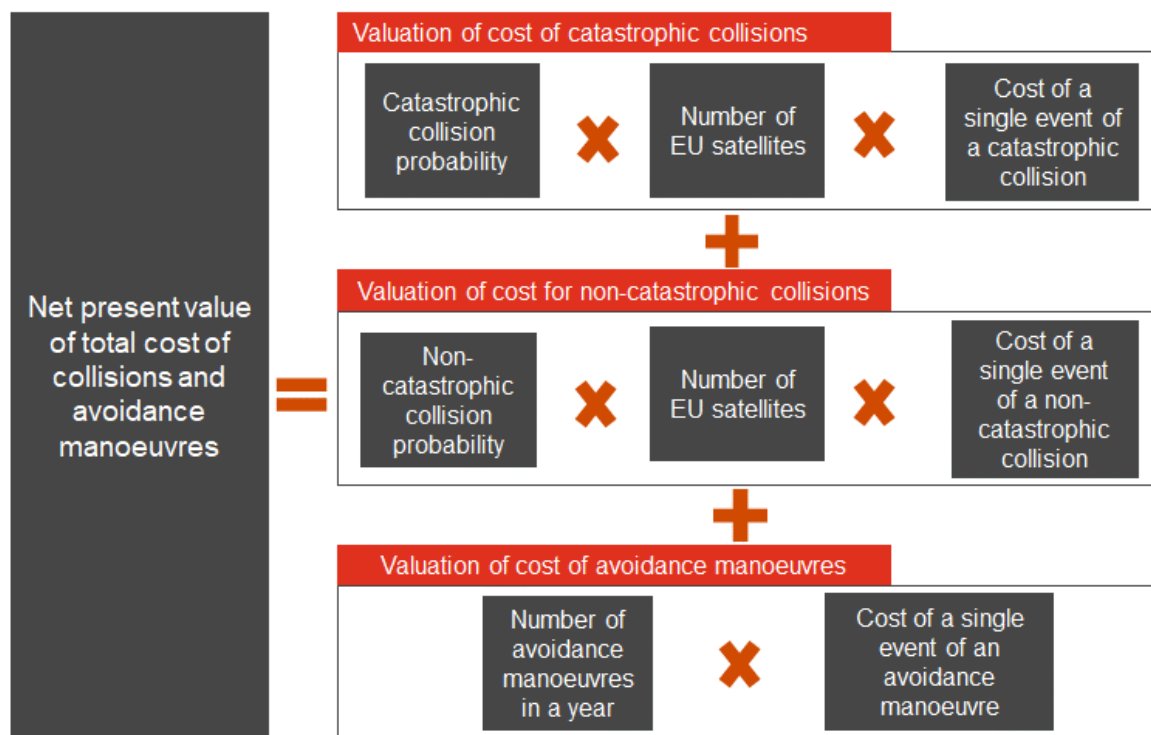 Net present value
of total cost of
collisions and
avoidance
manoeuvres
=
Valuation of cost of catastrophic collisions
Catastrophic
collision
probability
×
Number of
EU satellites
×
Cost of a
single event of
a catastrophic
collision
+
Valuation of cost for non-catastrophic collisions
Non-
catastrophic
collision
probability
×
Number of
EU satellites
×
Cost of a
single event
of a non-
catastrophic
collision
+
Valuation of cost of avoidance manoeuvres
Number of
avoidance
manoeuvres
in a year
×
Cost of a single
event of an
avoidance
manoeuvre